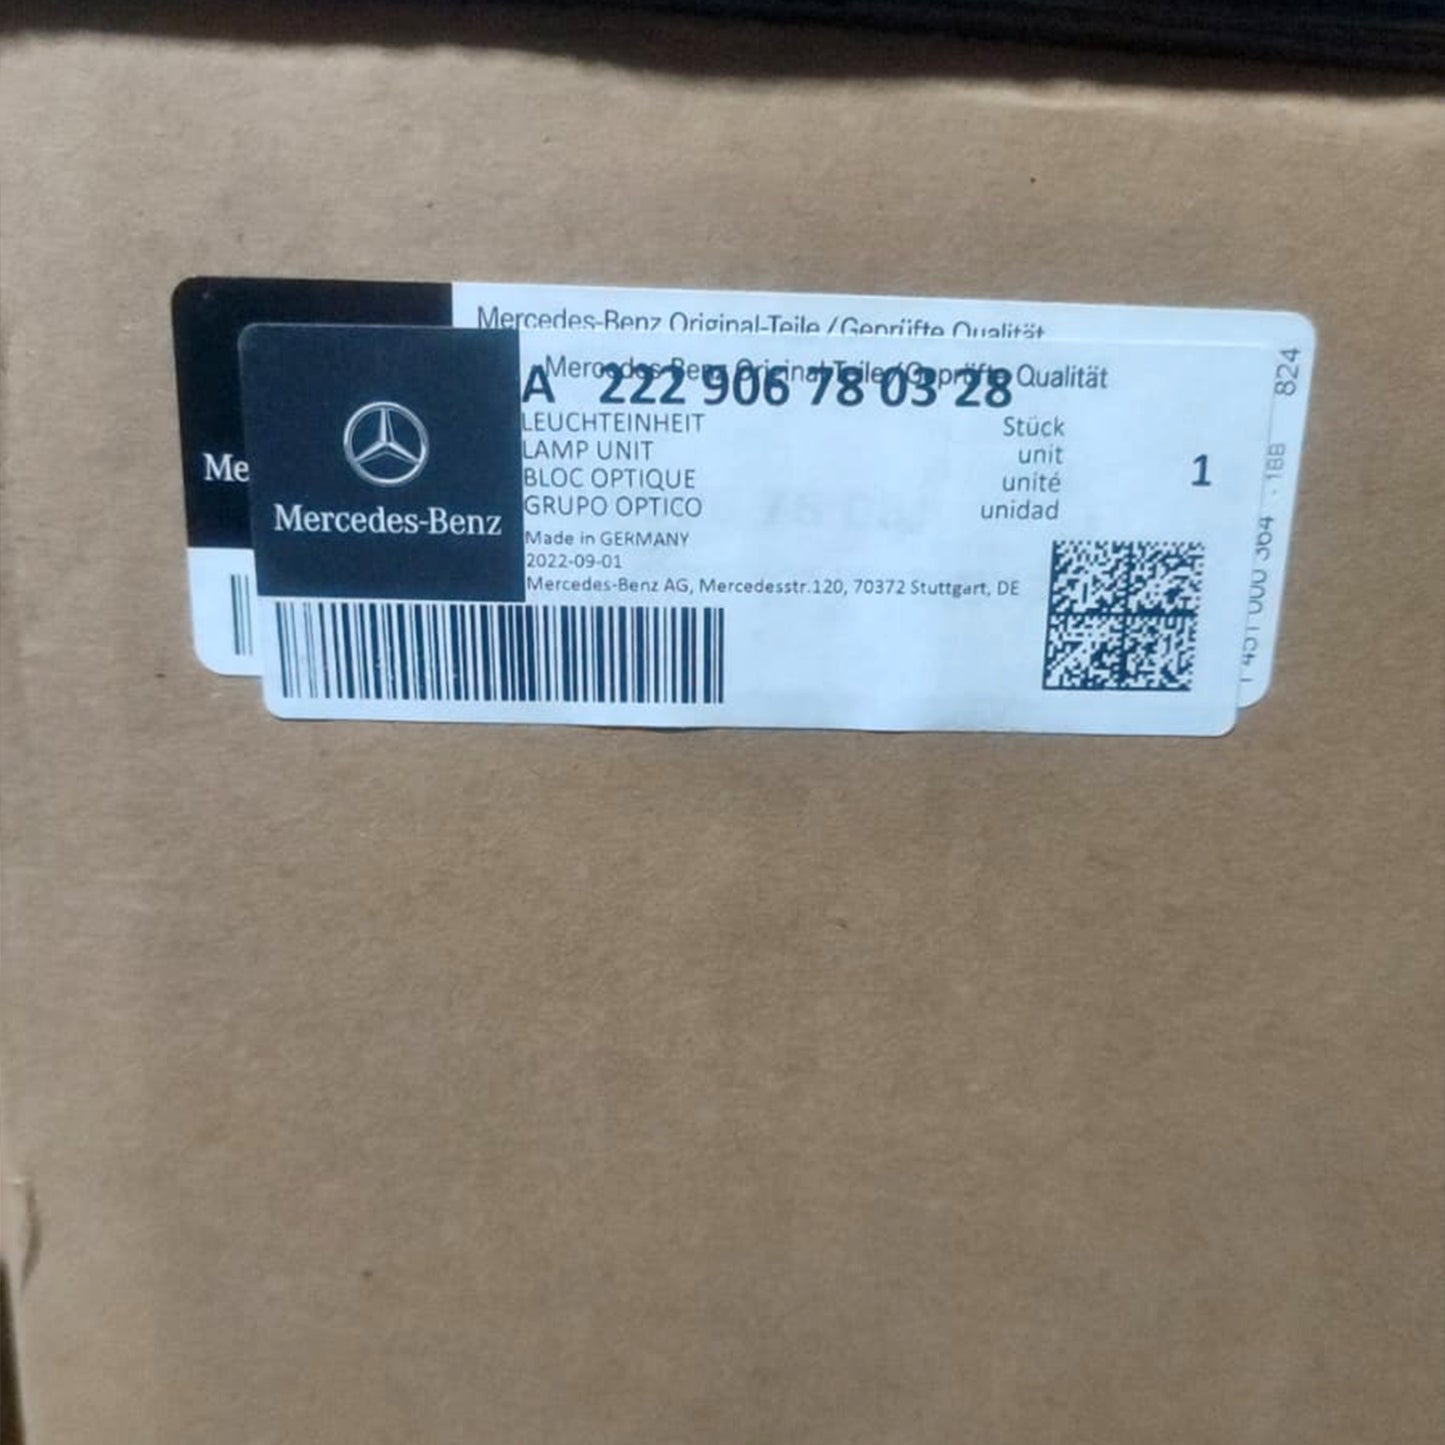 Mercedes-Benz Original-Teile / Geprüfte Qualität
Mercedes-Benz Original-Teile / Geprüfte Qualität
A 222 906 78 03 28
LEUCHTEINHEIT Stück
LAMP UNIT unit
BLOC OPTIQUE unité
GRUPO OPTICO unidad
1
Made in GERMANY
2022-09-01
Mercedes-Benz AG, Mercedesstr.120, 70372 Stuttgart, DE
Mercedes-Benz
Me
824